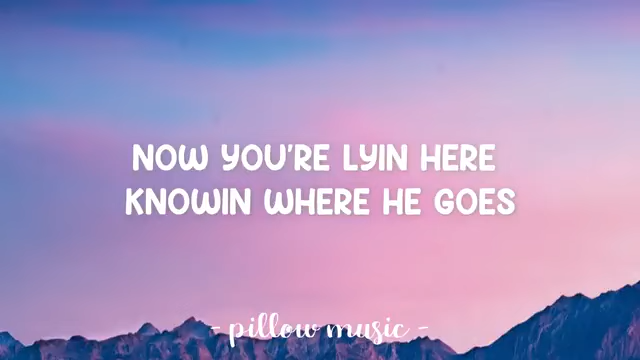 NOW YOU'RE LYIN HERE
KNOWIN WHERE HE GOES
- pillow music -